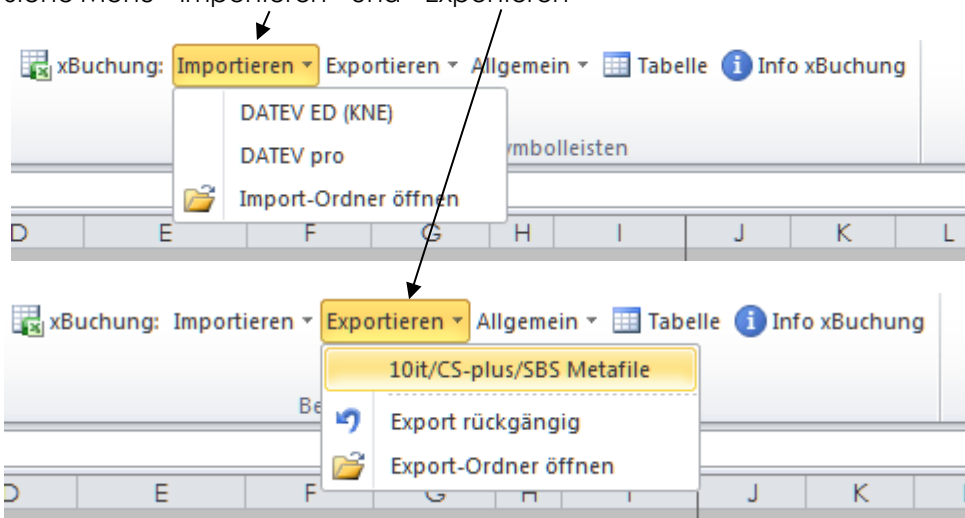 xBuchung: Importieren Exportieren Allgemein Tabelle Info xBuchung
DATEV ED (KNE)
DATEV pro
Import-Ordner öffnen
D E F G H I J K L
xBuchung: Importieren Exportieren Allgemein Tabelle Info xBuchung
10it/CS-plus/SBS Metafile
Export rückgängig
Export-Ordner öffnen
D E F G H I J K